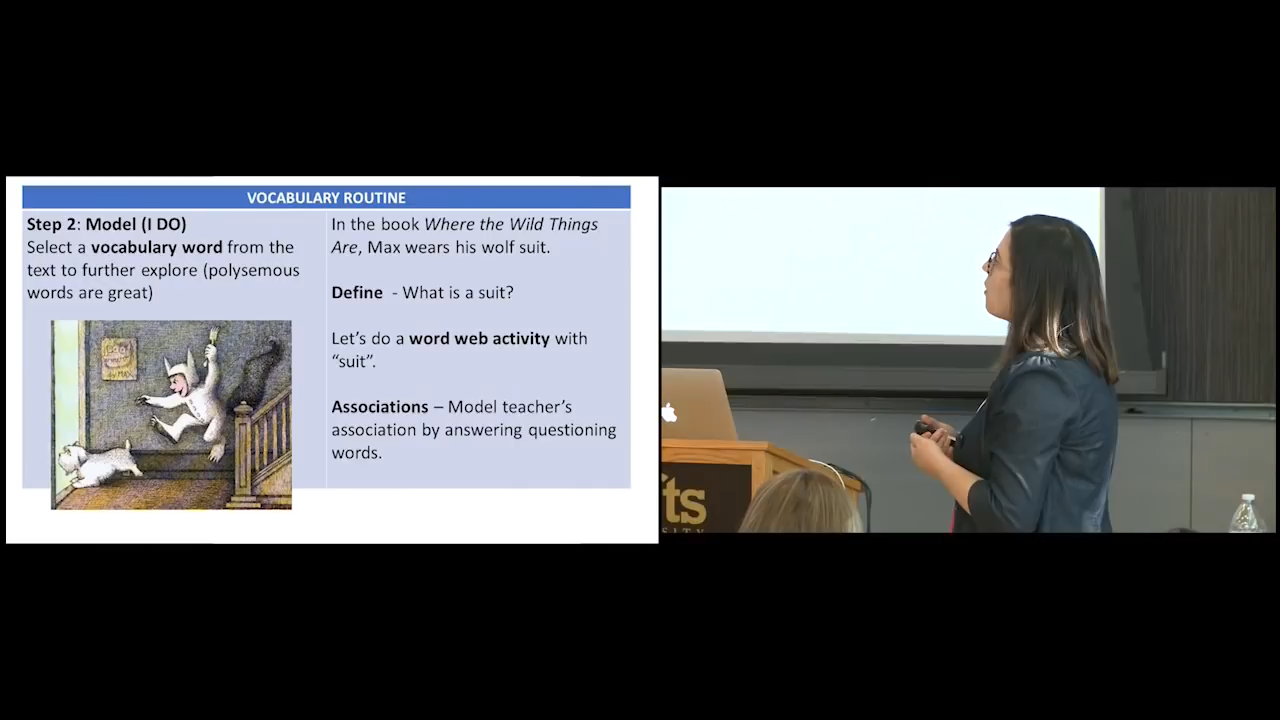 VOCABULARY ROUTINE
Step 2: Model (I DO)
Select a vocabulary word from the
text to further explore (polysemous
words are great)
In the book Where the Wild Things
Are, Max wears his wolf suit.
Define - What is a suit?
Let’s do a word web activity with
“suit”.
Associations – Model teacher’s
association by answering questioning
words.
ts
SITY